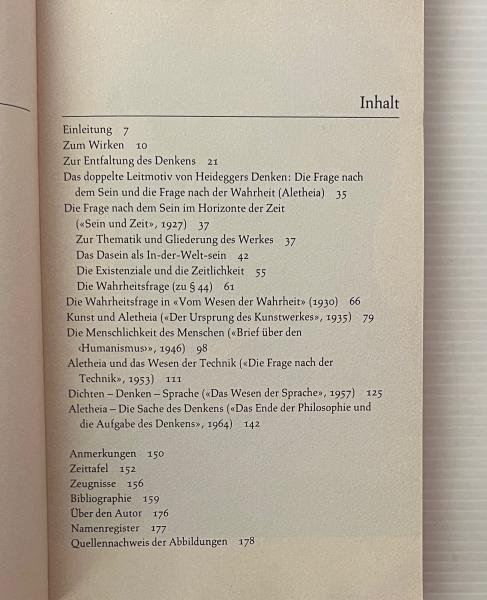 Inhalt
Einleitung 7
Zum Wirken 10
Zur Entfaltung des Denkens 21
Das doppelte Leitmotiv von Heideggers Denken: Die Frage nach
dem Sein und die Frage nach der Wahrheit (Aletheia) 35
Die Frage nach dem Sein im Horizonte der Zeit
(«Sein und Zeit», 1927) 37
Zur Thematik und Gliederung des Werkes 37
Das Dasein als In-der-Welt-sein 42
Die Existenziale und die Zeitlichkeit 55
Die Wahrheitsfrage (zu § 44) 61
Die Wahrheitsfrage in «Vom Wesen der Wahrheit» (1930) 66
Kunst und Aletheia («Der Ursprung des Kunstwerkes», 1935) 79
Die Menschlichkeit des Menschen («Brief über den
‹Humanismus›», 1946) 98
Aletheia und das Wesen der Technik («Die Frage nach der
Technik», 1953) 111
Dichten – Denken – Sprache («Das Wesen der Sprache», 1957) 125
Aletheia – Die Sache des Denkens («Das Ende der Philosophie und
die Aufgabe des Denkens», 1964) 142
Anmerkungen 150
Zeittafel 152
Zeugnisse 156
Bibliographie 159
Über den Autor 176
Namenregister 177
Quellennachweis der Abbildungen 178